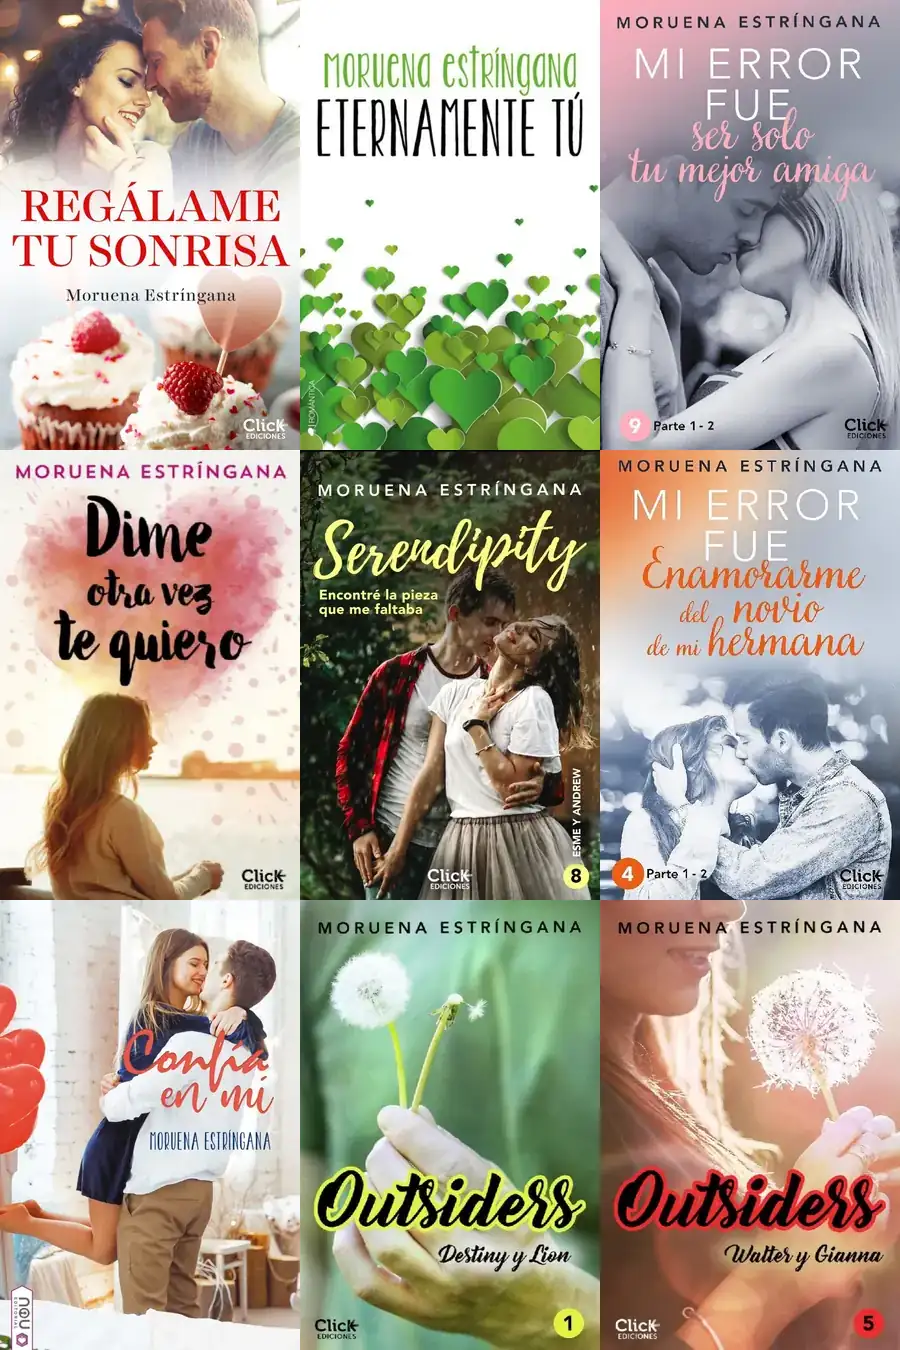 REGÁLAME
TU SONRISA
Moruena Estríngana
Click
EDICIONES
moruena estríngana
ETERNAMENTE TÚ
ROMÁNTICA
MORUENA ESTRÍNGANA
MI ERROR
FUE
ser solo
tu mejor amiga
9
Parte 1 - 2
Click
EDICIONES
MORUENA ESTRÍNGANA
Dime
otra vez
te quiero
Click
EDICIONES
MORUENA ESTRÍNGANA
Serendipity
Encontré la pieza
que me faltaba
ESME Y ANDREW
Click
EDICIONES
8
MORUENA ESTRÍNGANA
MI ERROR
FUE
Enamorarme
del novio
de mi hermana
4
Parte 1 - 2
Click
EDICIONES
Confía
en mí
MORUENA ESTRÍNGANA
nou
EDITORIAL
MORUENA ESTRÍNGANA
Outsiders
Destiny y Lion
Click
EDICIONES
1
MORUENA ESTRÍNGANA
Outsiders
Walter y Gianna
Click
EDICIONES
5